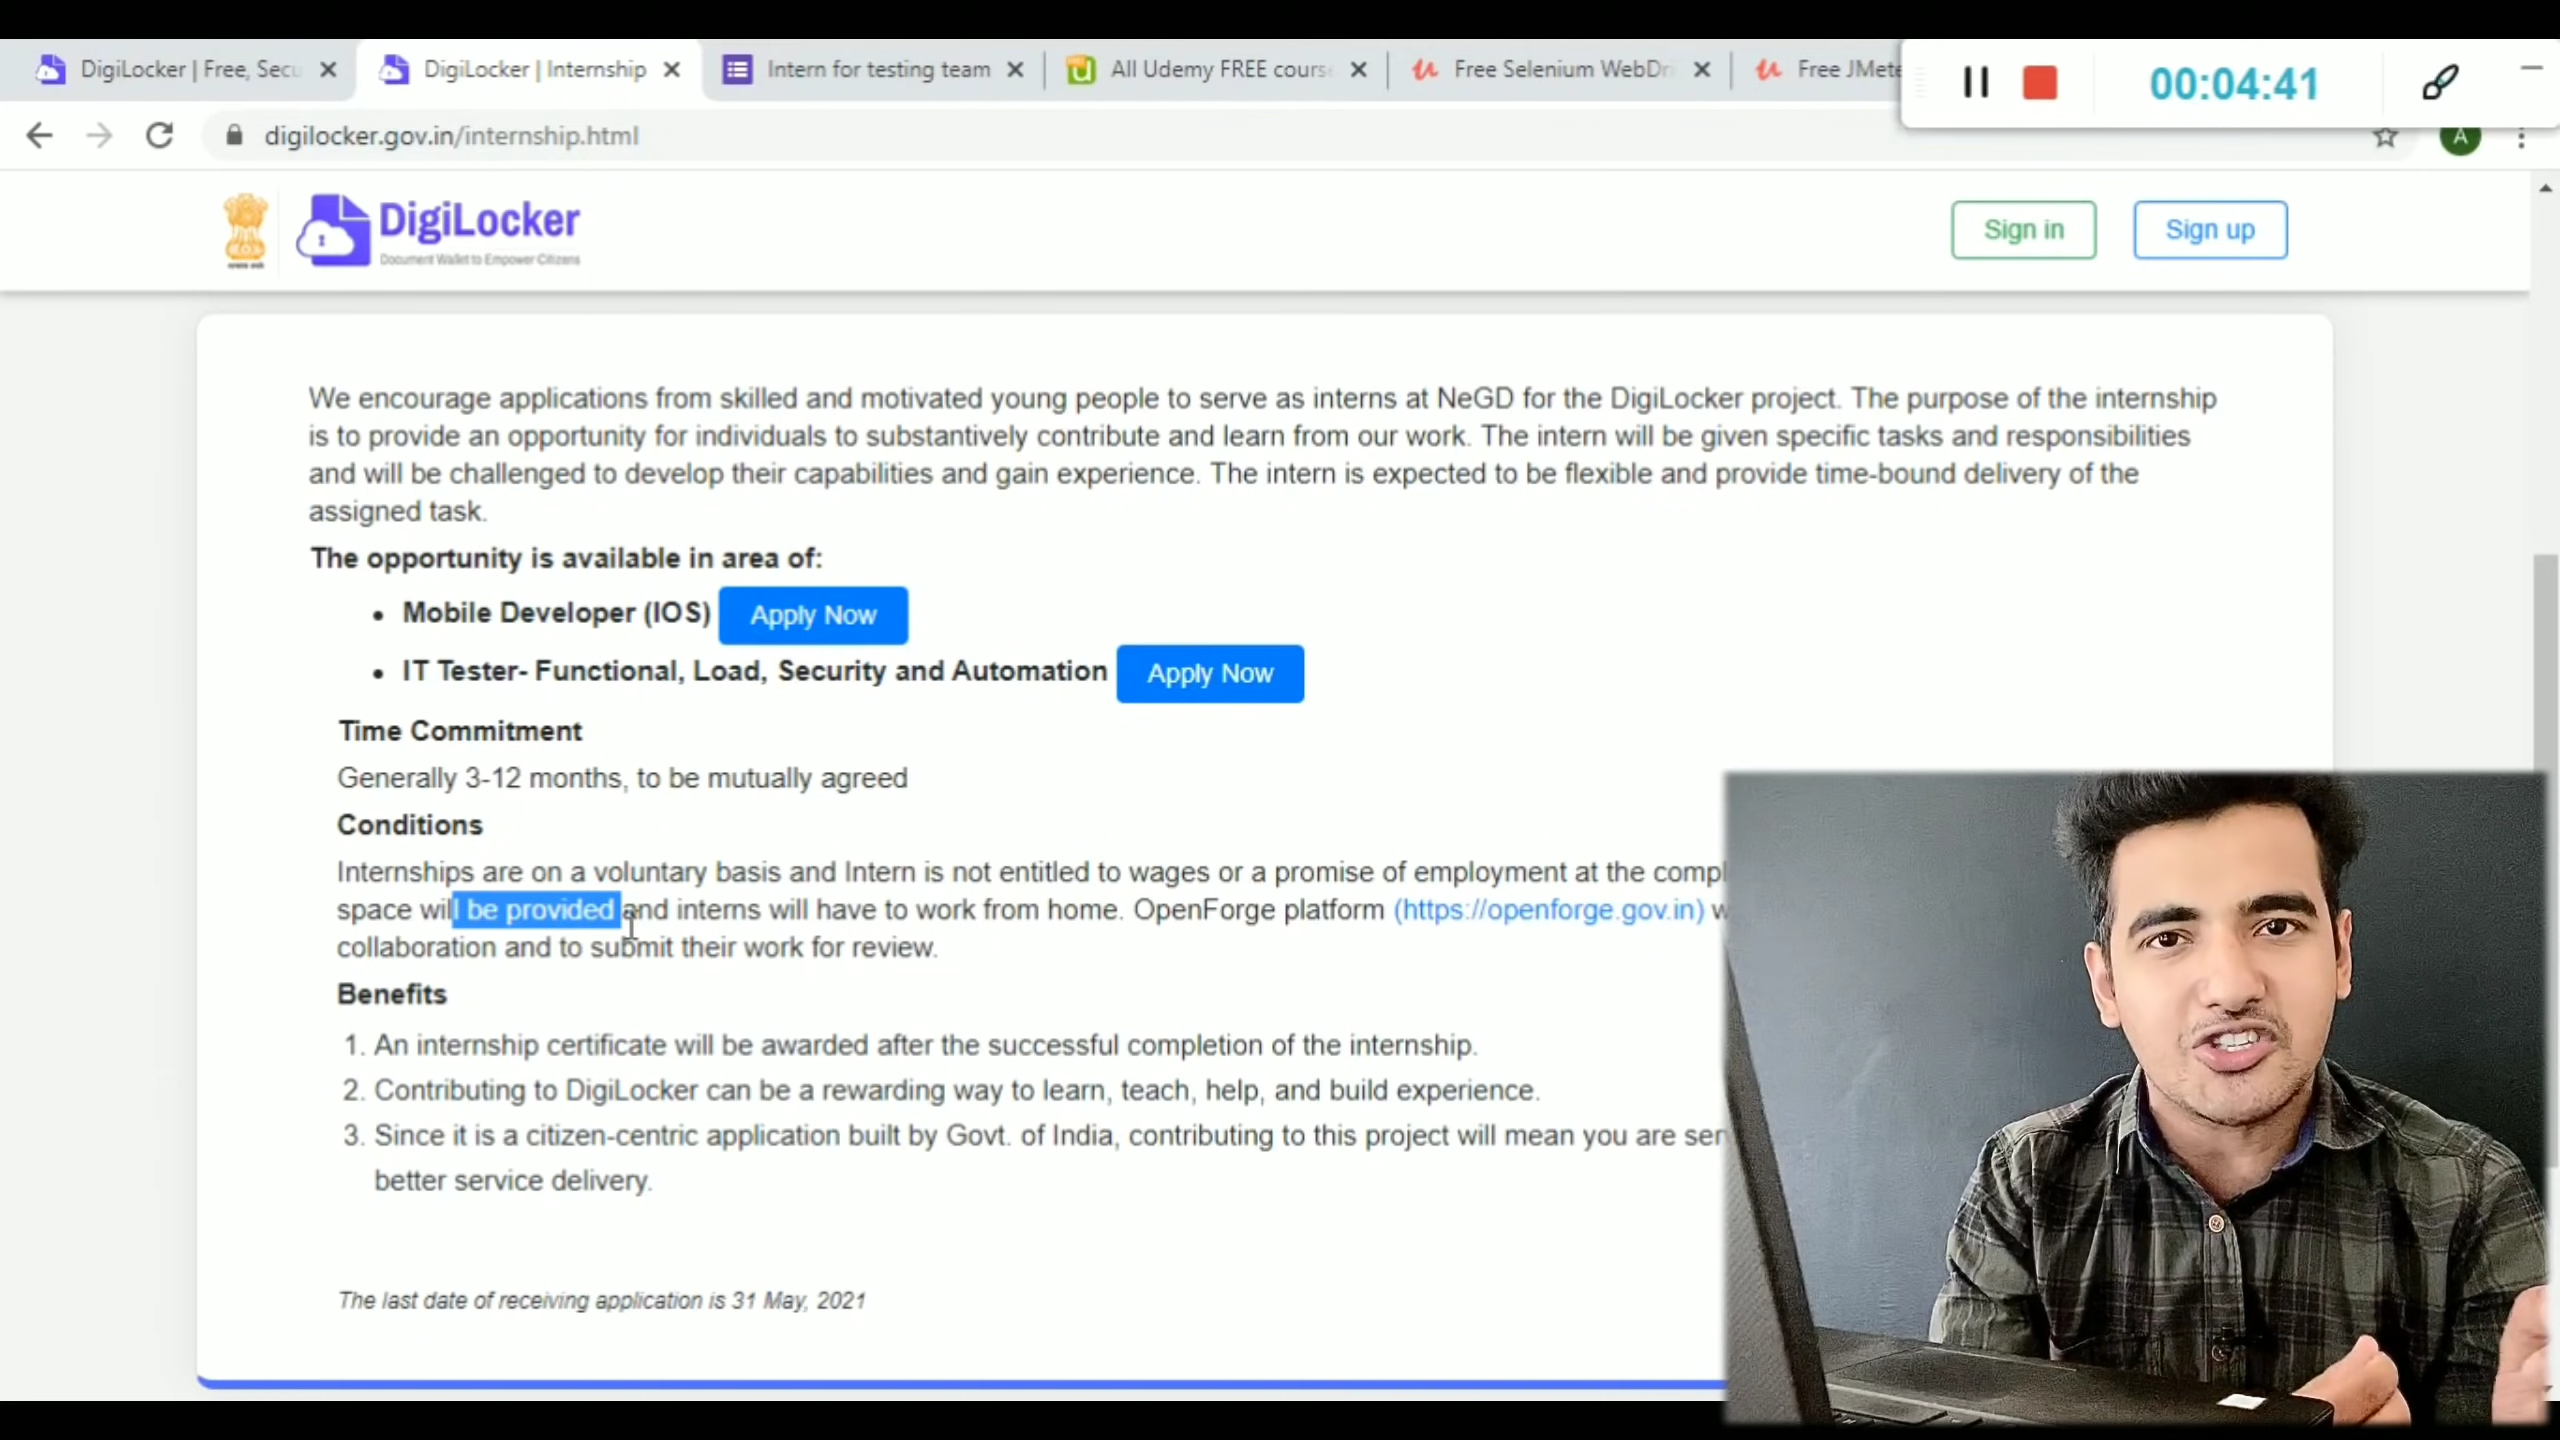 DigiLocker | Free, Secu
DigiLocker | Internship
Intern for testing team
All Udemy FREE cours
Free Selenium WebDri
Free JMete
00:04:41
digilocker.gov.in/internship.html
A
DigiLocker
Document Wallet to Empower Citizens
Sign in
Sign up
We encourage applications from skilled and motivated young people to serve as interns at NeGD for the DigiLocker project. The purpose of the internship
is to provide an opportunity for individuals to substantively contribute and learn from our work. The intern will be given specific tasks and responsibilities
and will be challenged to develop their capabilities and gain experience. The intern is expected to be flexible and provide time-bound delivery of the
assigned task.
The opportunity is available in area of:
• Mobile Developer (IOS) Apply Now
• IT Tester- Functional, Load, Security and Automation Apply Now
Time Commitment
Generally 3-12 months, to be mutually agreed
Conditions
Internships are on a voluntary basis and Intern is not entitled to wages or a promise of employment at the compl
space will be provided and interns will have to work from home. OpenForge platform (https://openforge.gov.in) w
collaboration and to submit their work for review.
Benefits
1. An internship certificate will be awarded after the successful completion of the internship.
2. Contributing to DigiLocker can be a rewarding way to learn, teach, help, and build experience.
3. Since it is a citizen-centric application built by Govt. of India, contributing to this project will mean you are ser
better service delivery.
The last date of receiving application is 31 May, 2021